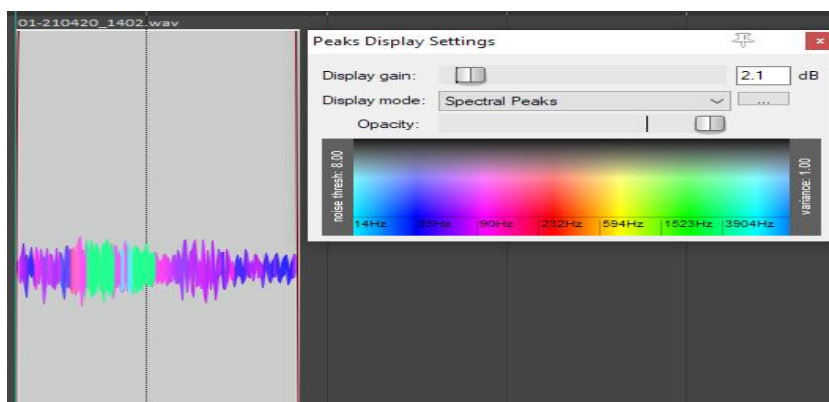 01-210420_1402.wav
Peaks Display Settings
Display gain: 2.1 dB
Display mode: Spectral Peaks ...
Opacity:
noise thresh: 8.00
14Hz 35Hz 90Hz 232Hz 594Hz 1523Hz 3904Hz
variance: 1.00